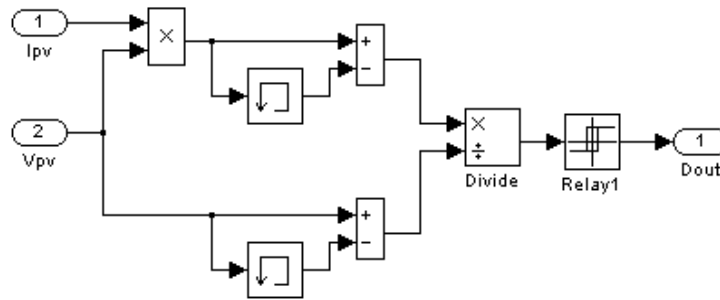 1
Ipv
×
+
−
2
Vpv
×
÷
Divide
Relay1
1
Dout
+
−